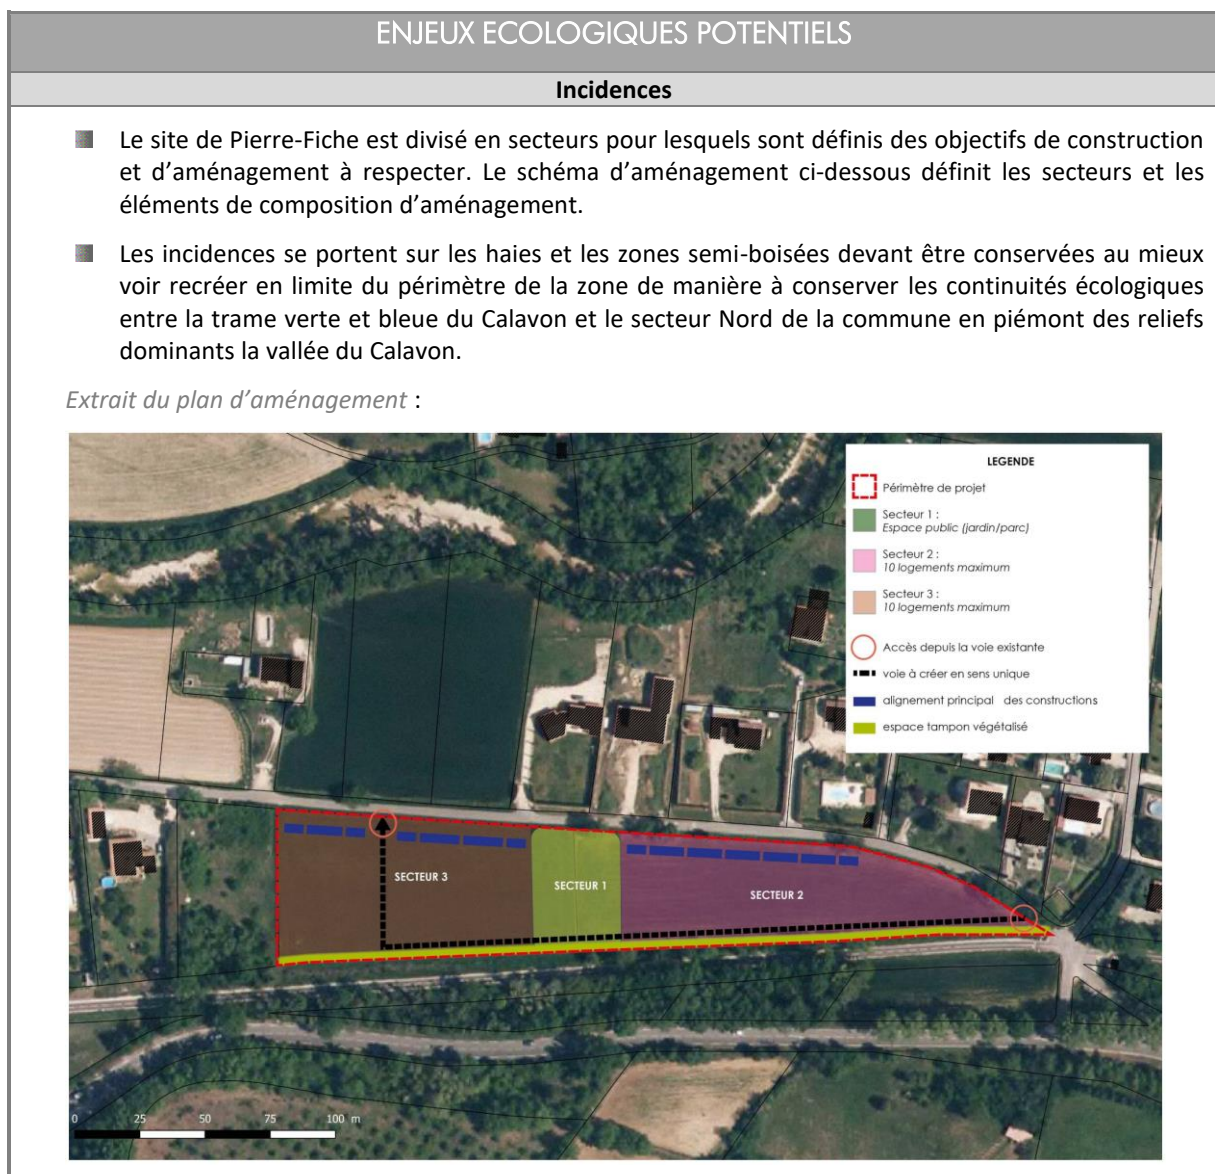 ENJEUX ECOLOGIQUES POTENTIELS
Incidences
Le site de Pierre-Fiche est divisé en secteurs pour lesquels sont définis des objectifs de construction
et d’aménagement à respecter. Le schéma d’aménagement ci-dessous définit les secteurs et les
éléments de composition d’aménagement.
Les incidences se portent sur les haies et les zones semi-boisées devant être conservées au mieux
voir recréer en limite du périmètre de la zone de manière à conserver les continuités écologiques
entre la trame verte et bleue du Calavon et le secteur Nord de la commune en piémont des reliefs
dominants la vallée du Calavon.
Extrait du plan d’aménagement :
LEGENDE
Périmètre de projet
Secteur 1 :
Espace public (jardin/parc)
Secteur 2 :
10 logements maximum
Secteur 3 :
10 logements maximum
Accès depuis la voie existante
voie à créer en sens unique
alignement principal des constructions
espace tampon végétalisé
SECTEUR 3
SECTEUR 1
SECTEUR 2
0 25 50 75 100 m